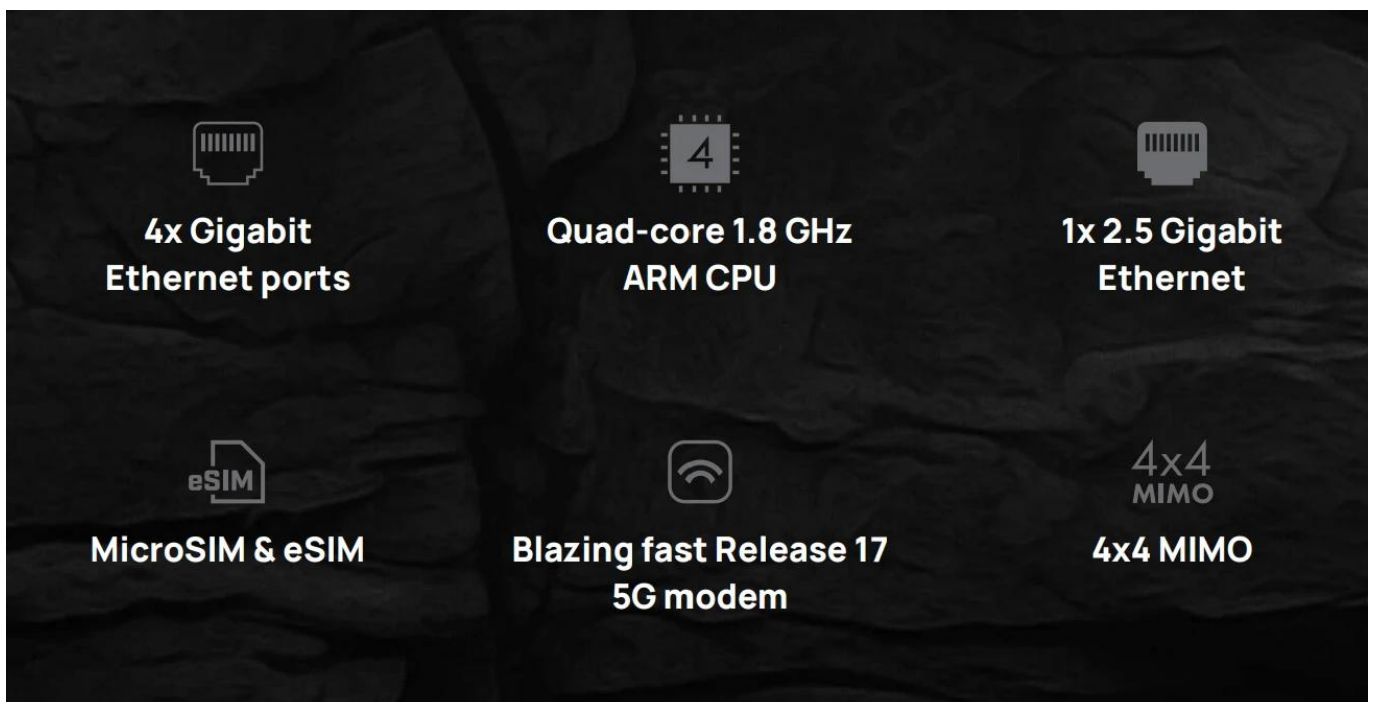 4x Gigabit
Ethernet ports
4
Quad-core 1.8 GHz
ARM CPU
1x 2.5 Gigabit
Ethernet
eSIM
MicroSIM & eSIM
Blazing fast Release 17
5G modem
4x4
MIMO
4x4 MIMO